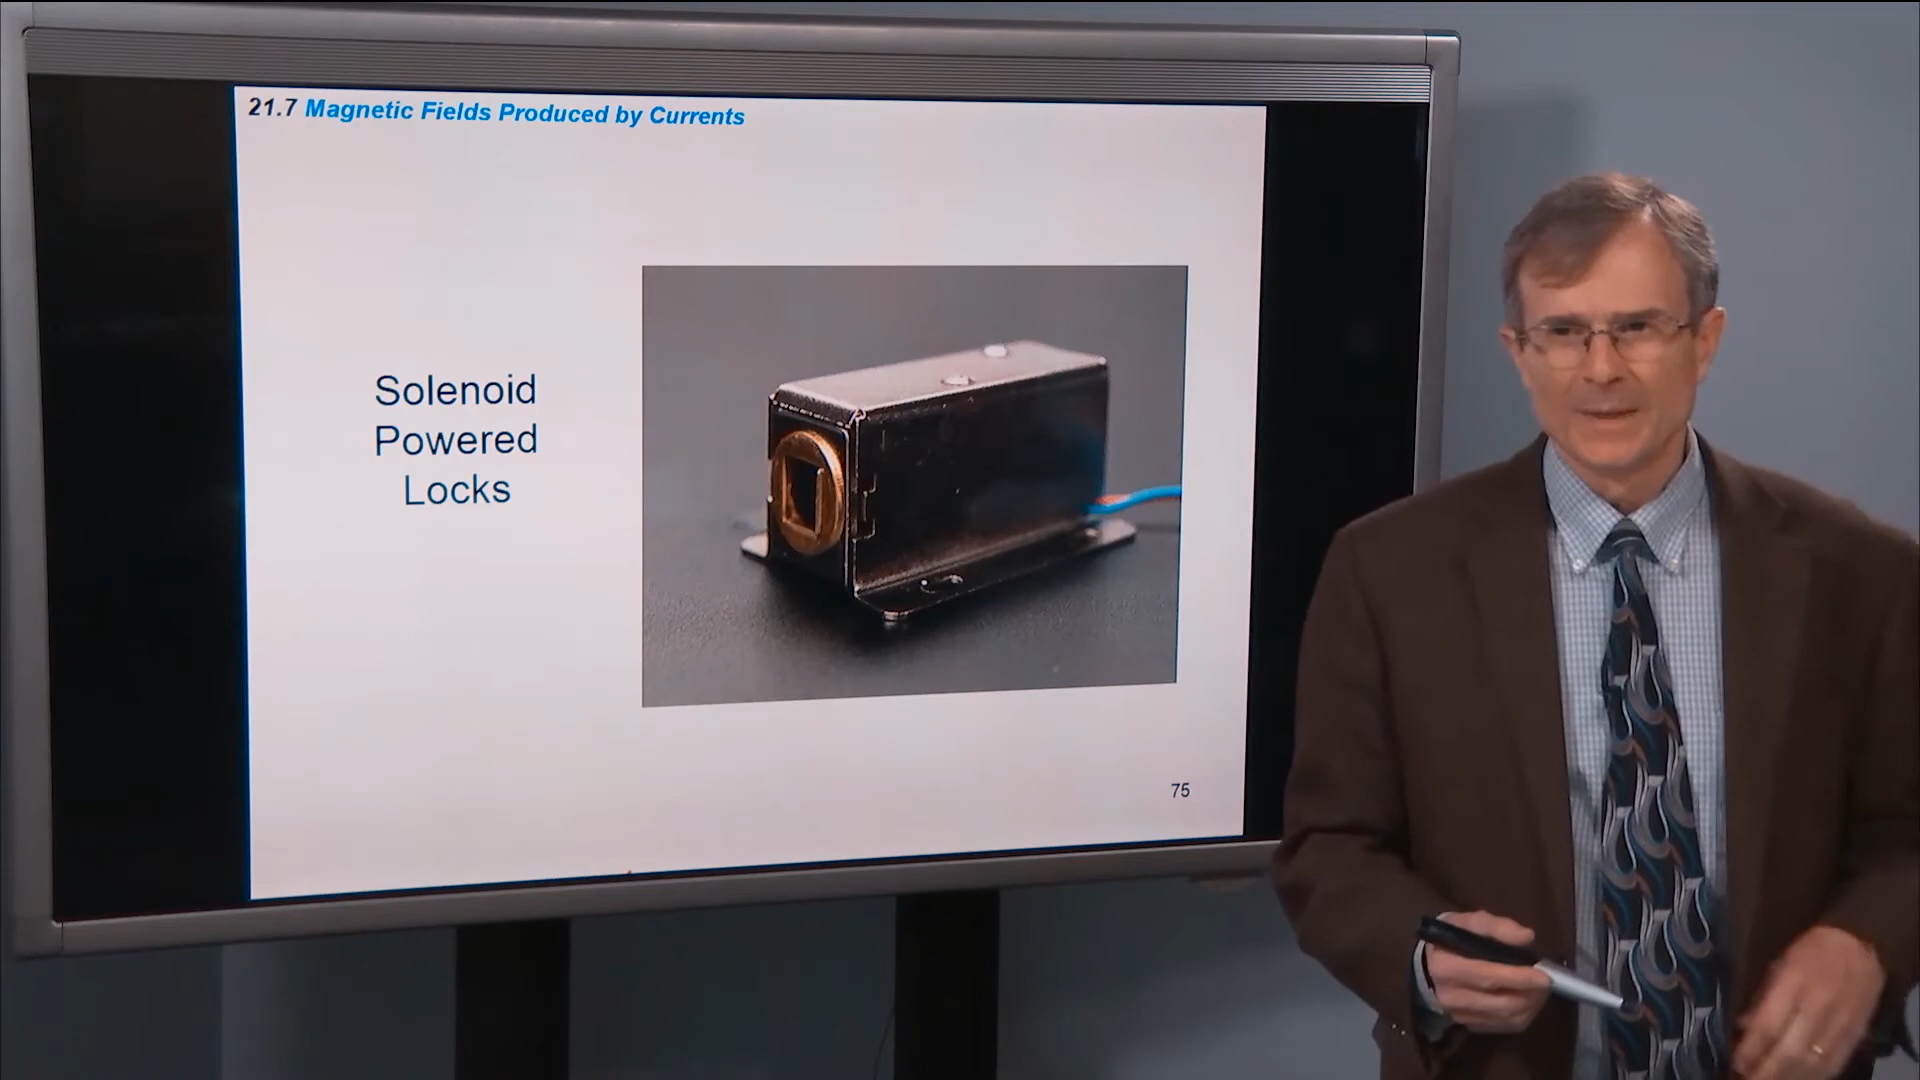 21.7 Magnetic Fields Produced by Currents
Solenoid
Powered
Locks
75